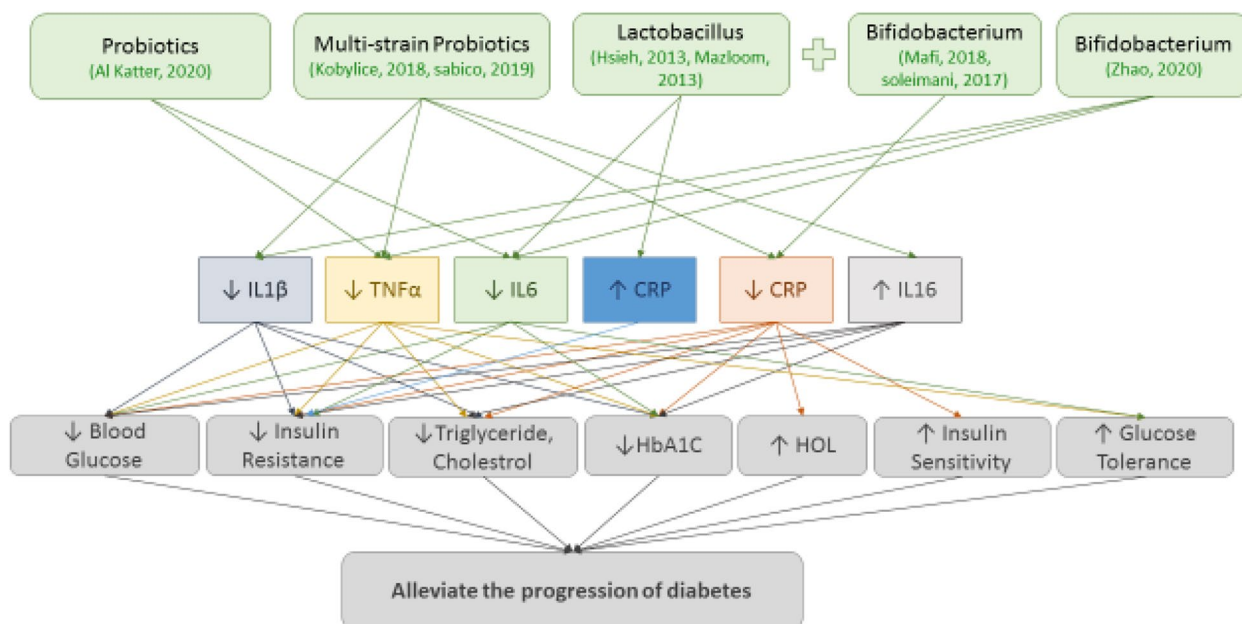 Probiotics
(Al Katter, 2020)
Multi-strain Probiotics
(Kobylice, 2018, sabico, 2019)
Lactobacillus
(Hsieh, 2013, Mazloom,
2013)
Bifidobacterium
(Mafi, 2018,
soleimani, 2017)
Bifidobacterium
(Zhao, 2020)
↓ IL1β
↓ TNFα
↓ IL6
↑ CRP
↓ CRP
↑ IL16
↓ Blood
Glucose
↓ Insulin
Resistance
↓Triglyceride,
Cholestrol
↓HbA1C
↑ HOL
↑ Insulin
Sensitivity
↑ Glucose
Tolerance
Alleviate the progression of diabetes